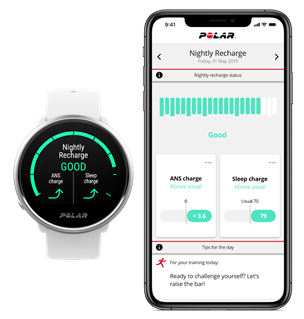 Nightly
Recharge
GOOD
ANS
charge
Sleep
charge
POLAR
9:41
POLAR
Nightly Recharge
Friday, 31 May 2019
Nightly recharge status
Good
ANS charge
Above usual
0
+ 3.6
Sleep charge
Above usual
Usual 70
79
Tips for the day
For your training today:
Ready to challenge yourself? Let's
raise the bar!